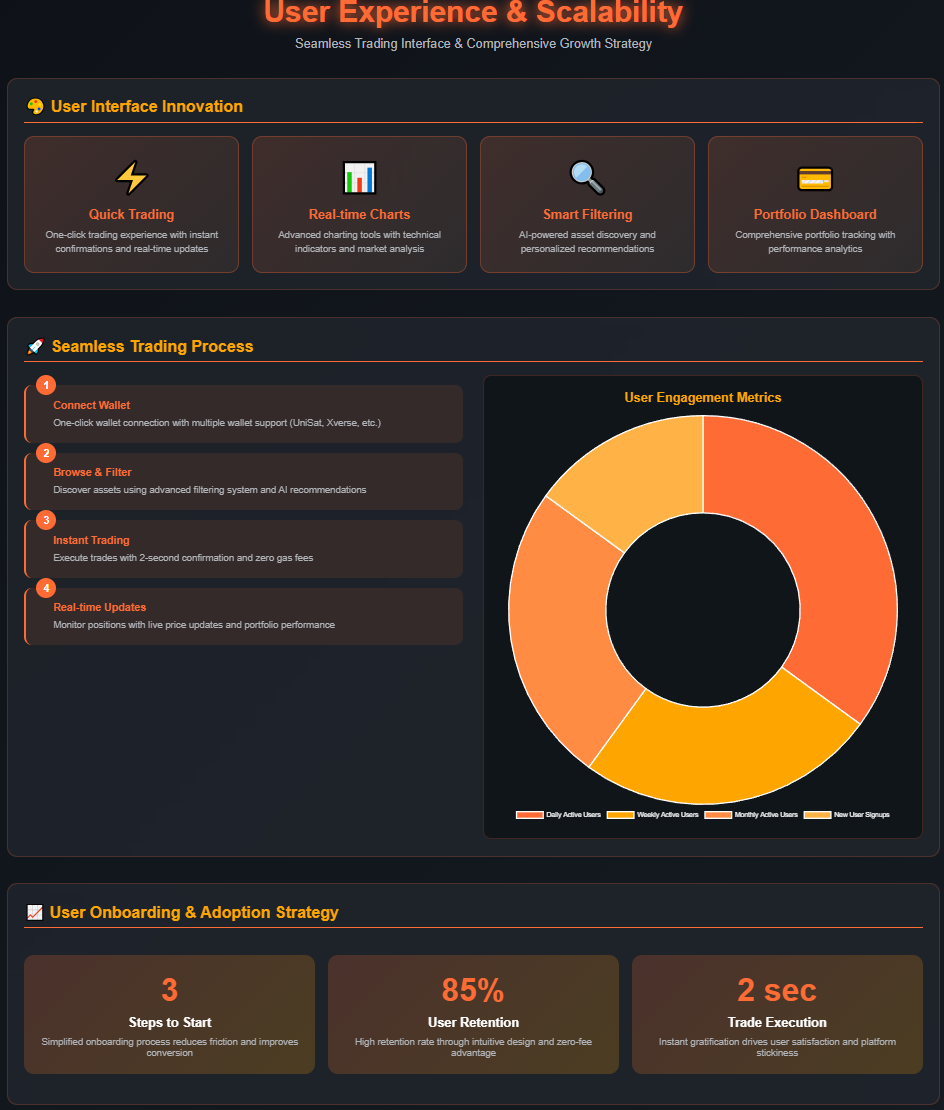 User Experience & Scalability
Seamless Trading Interface & Comprehensive Growth Strategy
User Interface Innovation
Quick Trading
One-click trading experience with instant
confirmations and real-time updates
Real-time Charts
Advanced charting tools with technical
indicators and market analysis
Smart Filtering
AI-powered asset discovery and
personalized recommendations
Portfolio Dashboard
Comprehensive portfolio tracking with
performance analytics
Seamless Trading Process
1
Connect Wallet
One-click wallet connection with multiple wallet support (UniSat, Xverse, etc.)
2
Browse & Filter
Discover assets using advanced filtering system and AI recommendations
3
Instant Trading
Execute trades with 2-second confirmation and zero gas fees
4
Real-time Updates
Monitor positions with live price updates and portfolio performance
User Engagement Metrics
Daily Active Users
Weekly Active Users
Monthly Active Users
New User Signups
User Onboarding & Adoption Strategy
3
Steps to Start
Simplified onboarding process reduces friction and improves
conversion
85%
User Retention
High retention rate through intuitive design and zero-fee
advantage
2 sec
Trade Execution
Instant gratification drives user satisfaction and platform
stickiness